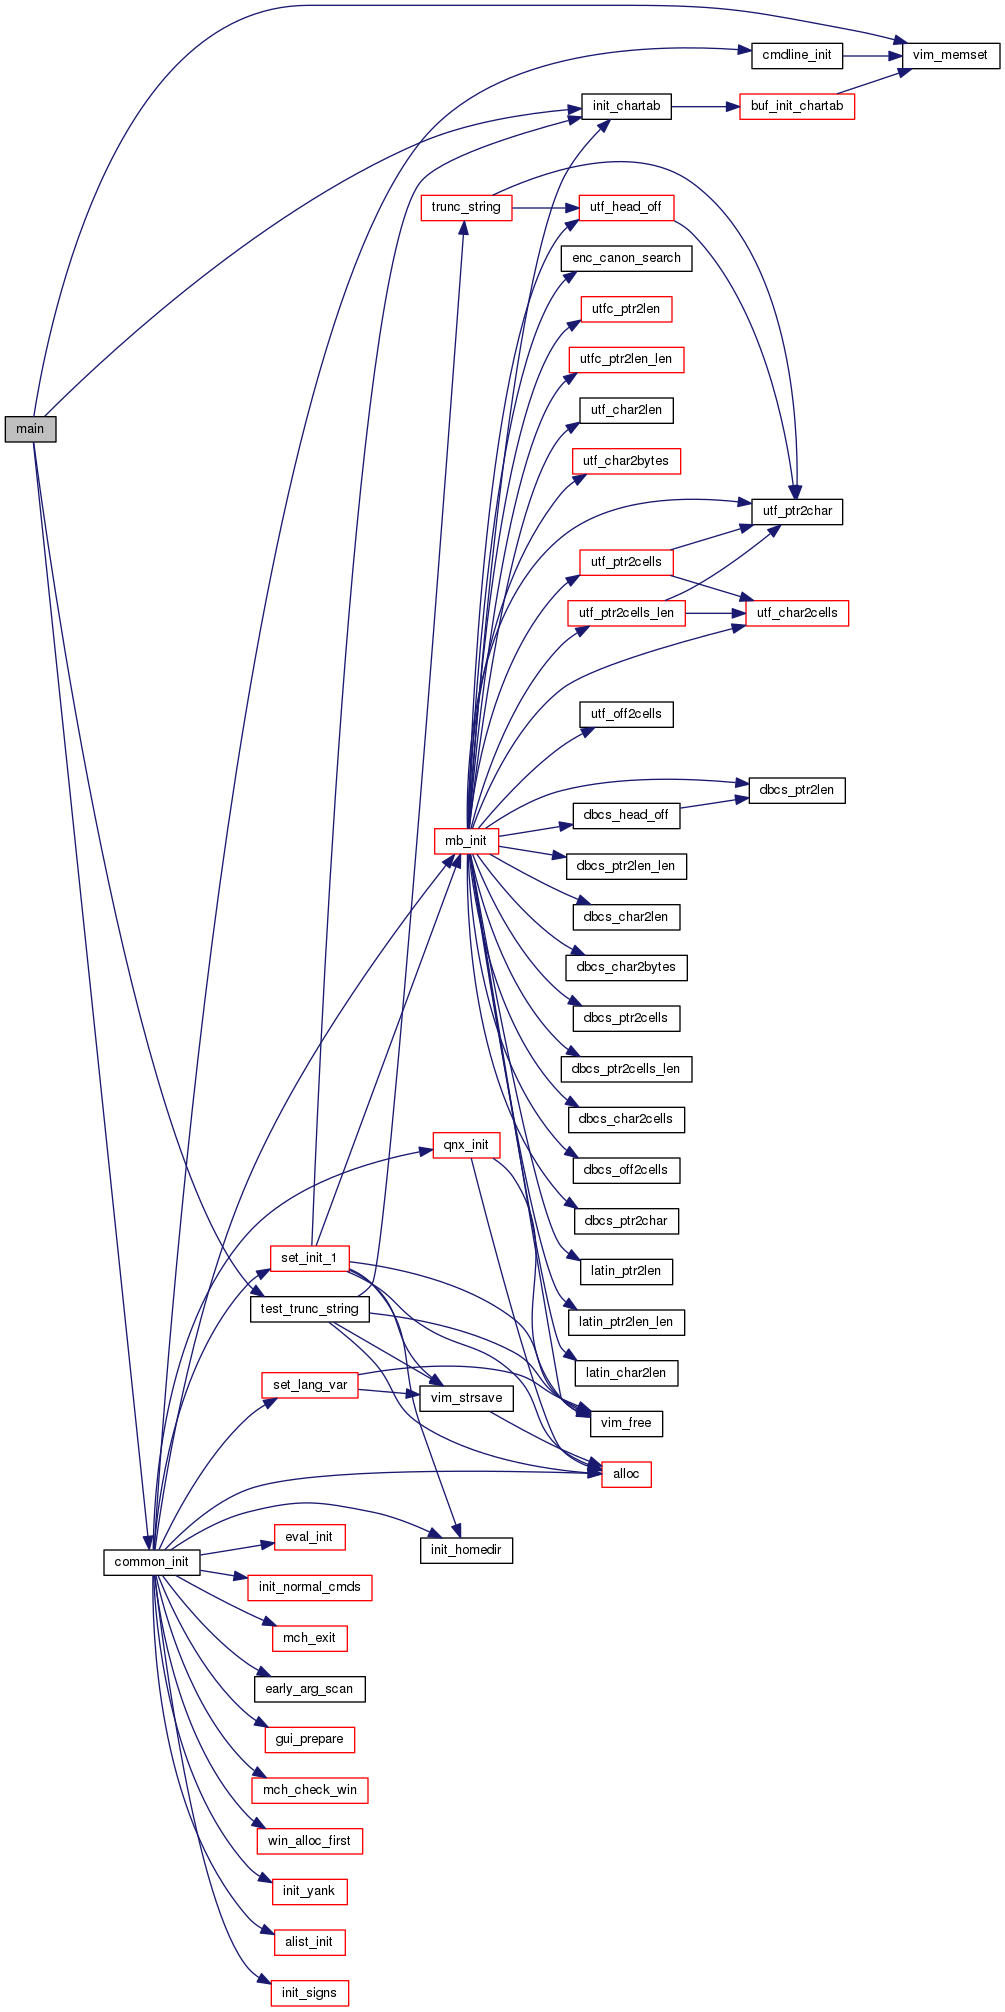 cmdline_init
vim_memset
init_chartab
buf_init_chartab
trunc_string
utf_head_off
enc_canon_search
utfc_ptr2len
utfc_ptr2len_len
utf_char2len
main
utf_char2bytes
utf_ptr2char
utf_ptr2cells
utf_ptr2cells_len
utf_char2cells
utf_off2cells
dbcs_ptr2len
dbcs_head_off
mb_init
dbcs_ptr2len_len
dbcs_char2len
dbcs_char2bytes
dbcs_ptr2cells
dbcs_ptr2cells_len
dbcs_char2cells
qnx_init
dbcs_off2cells
dbcs_ptr2char
set_init_1
latin_ptr2len
test_trunc_string
latin_ptr2len_len
latin_char2len
set_lang_var
vim_strsave
vim_free
alloc
eval_init
init_homedir
common_init
init_normal_cmds
mch_exit
early_arg_scan
gui_prepare
mch_check_win
win_alloc_first
init_yank
alist_init
init_signs